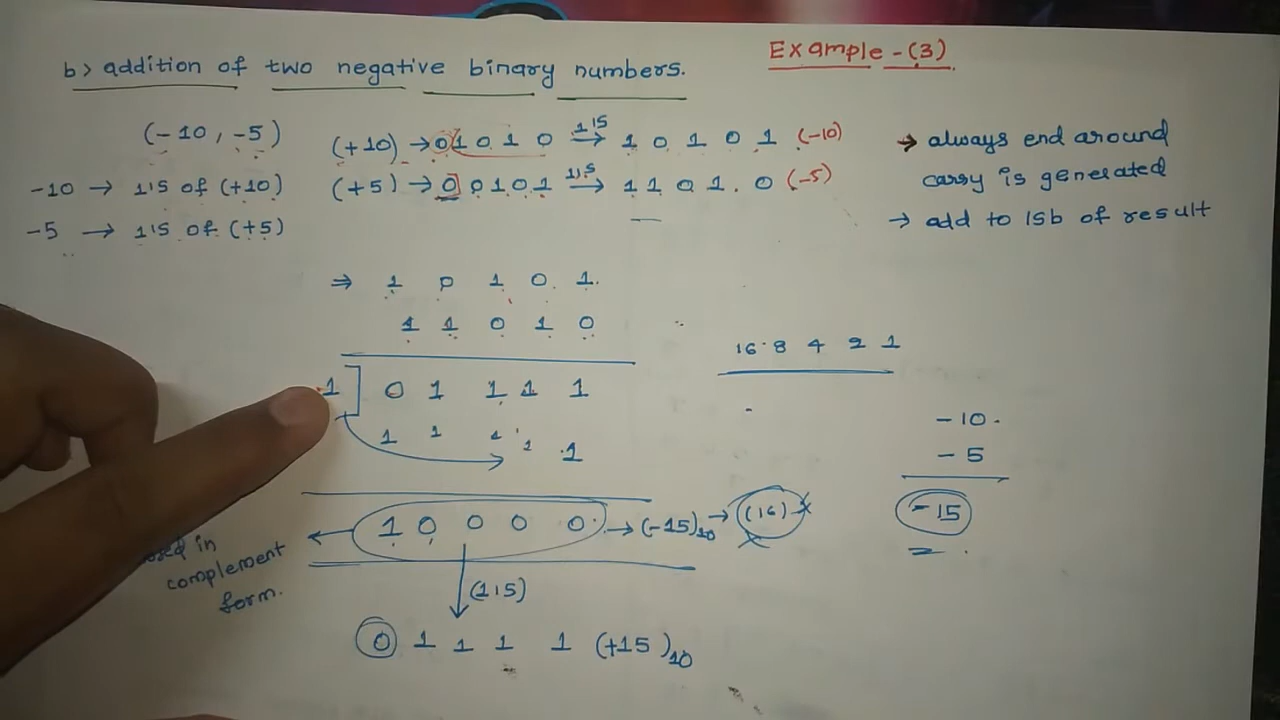 Example-(3)
b> addition of two negative binary numbers.
(-10, -5)
-10 → 1's of (+10)
-5 → 1's of (+5)
(+10) → 0 1 0 1 0 1's ⇒ 1 0 1 0 1 (-10)
(+5) → 0 0 1 0 1 1's ⇒ 1 1 0 1 0 (-5)
→ always end around
carry is generated
→ add to lsb of result
⇒ 1 0 1 0 1
1 1 0 1 0
1] 0 1 1 1 1
1 1 1 1 1
1 0 0 0 0 → (-15)10 → (16)
(1's)
0 1 1 1 1 (+15)10
in
complement
form.
16 8 4 2 1
-10
-5
-15